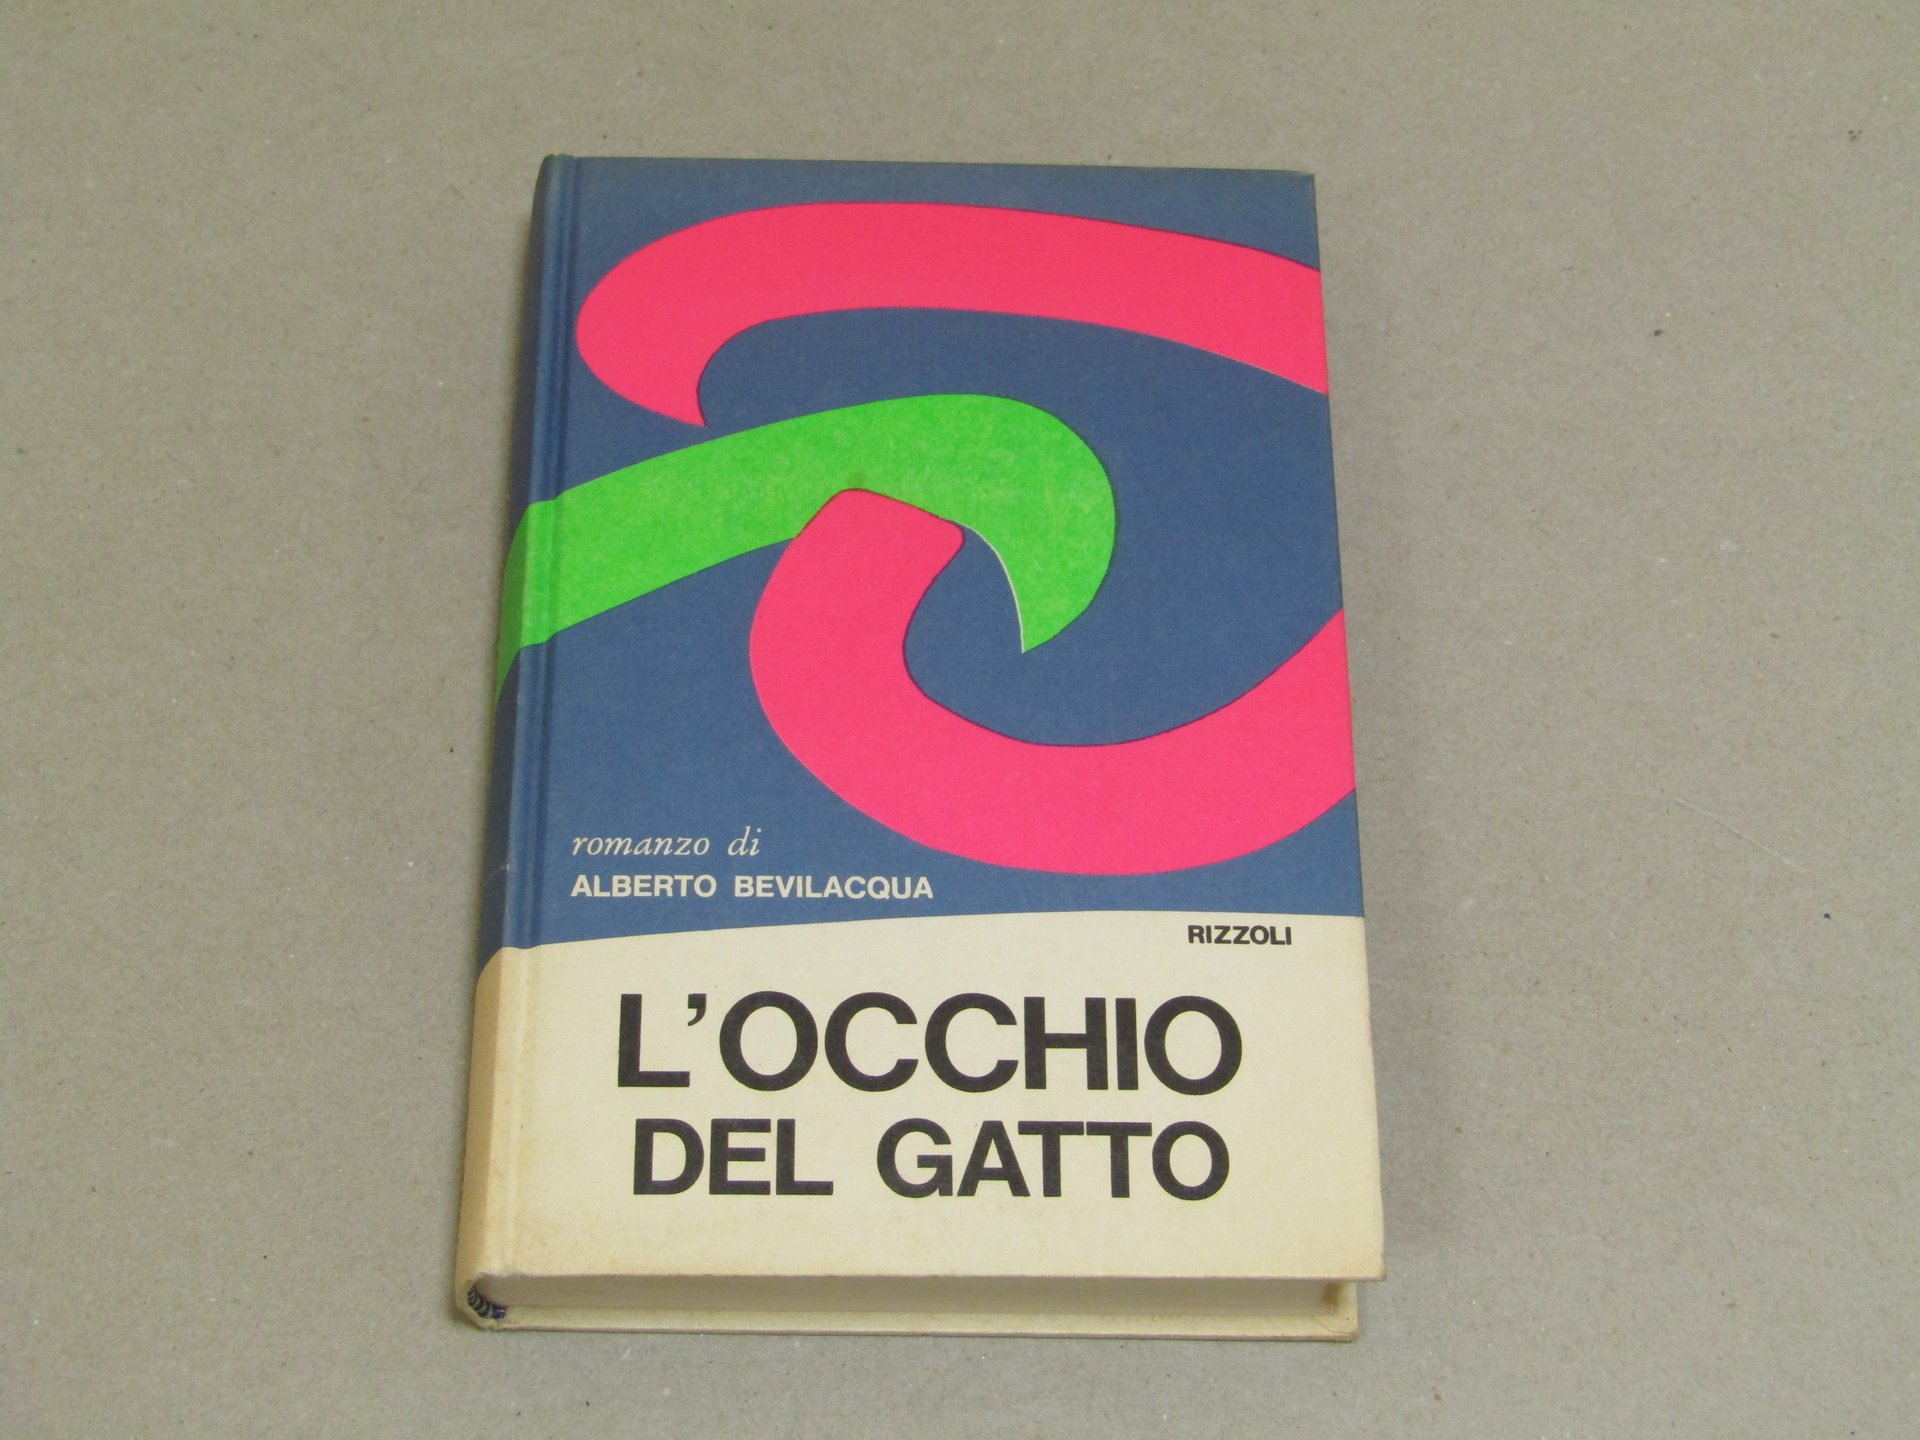 romanzo di
ALBERTO BEVILACQUA
RIZZOLI
L'OCCHIO
DEL GATTO